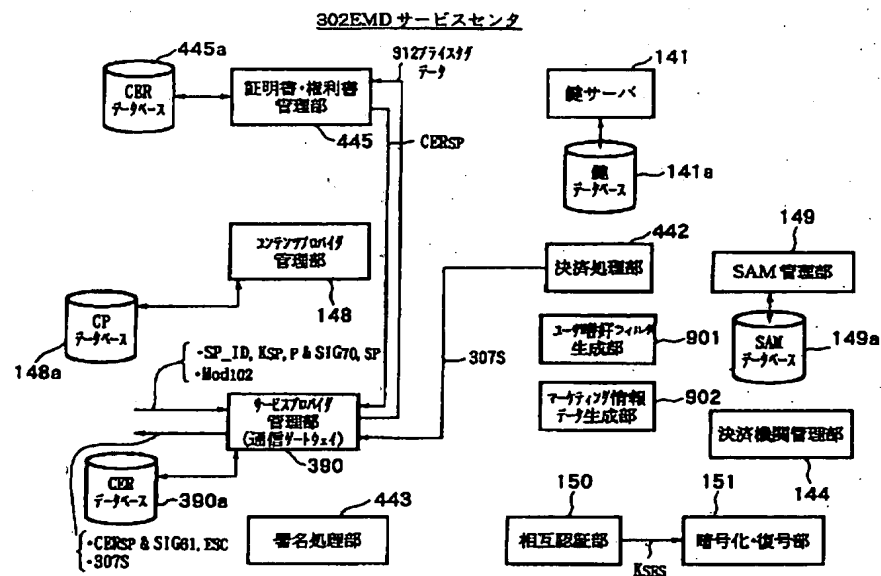 302EMDサービスセンタ
445a
CER
データベース
証明書・権利書
管理部
445
912プライスタグ
データ
CERSP
141
鍵サーバ
鍵
データベース
141a
コンテンツプロバイダ
管理部
148
CP
データベース
148a
442
決済処理部
307S
149
SAM管理部
SAM
データベース
149a
ユーザ嗜好フィルタ
生成部
901
マーケティング情報
データ生成部
902
決済機関管理部
144
・SP_ID, KSP, P & SIG70, SP
・Mod102
サービスプロバイダ
管理部
(通信ゲートウェイ)
390
CER
データベース
390a
・CERSP & SIG61, ESC
・307S
443
署名処理部
150
相互認証部
KSES
151
暗号化・復号部